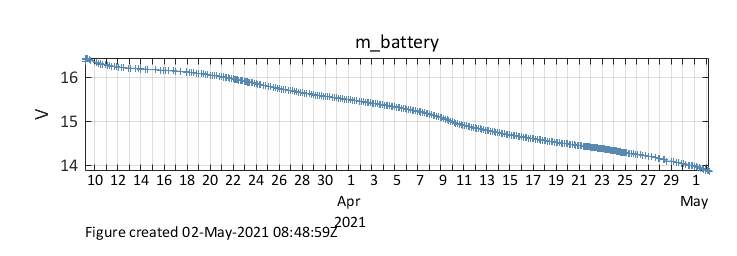 m_battery
16
15
14
V
10 12 14 16 18 20 22 24 26 28 30 1 3 5 7 9 11 13 15 17 19 21 23 25 27 29 1
Apr May
2021
Figure created 02-May-2021 08:48:59Z